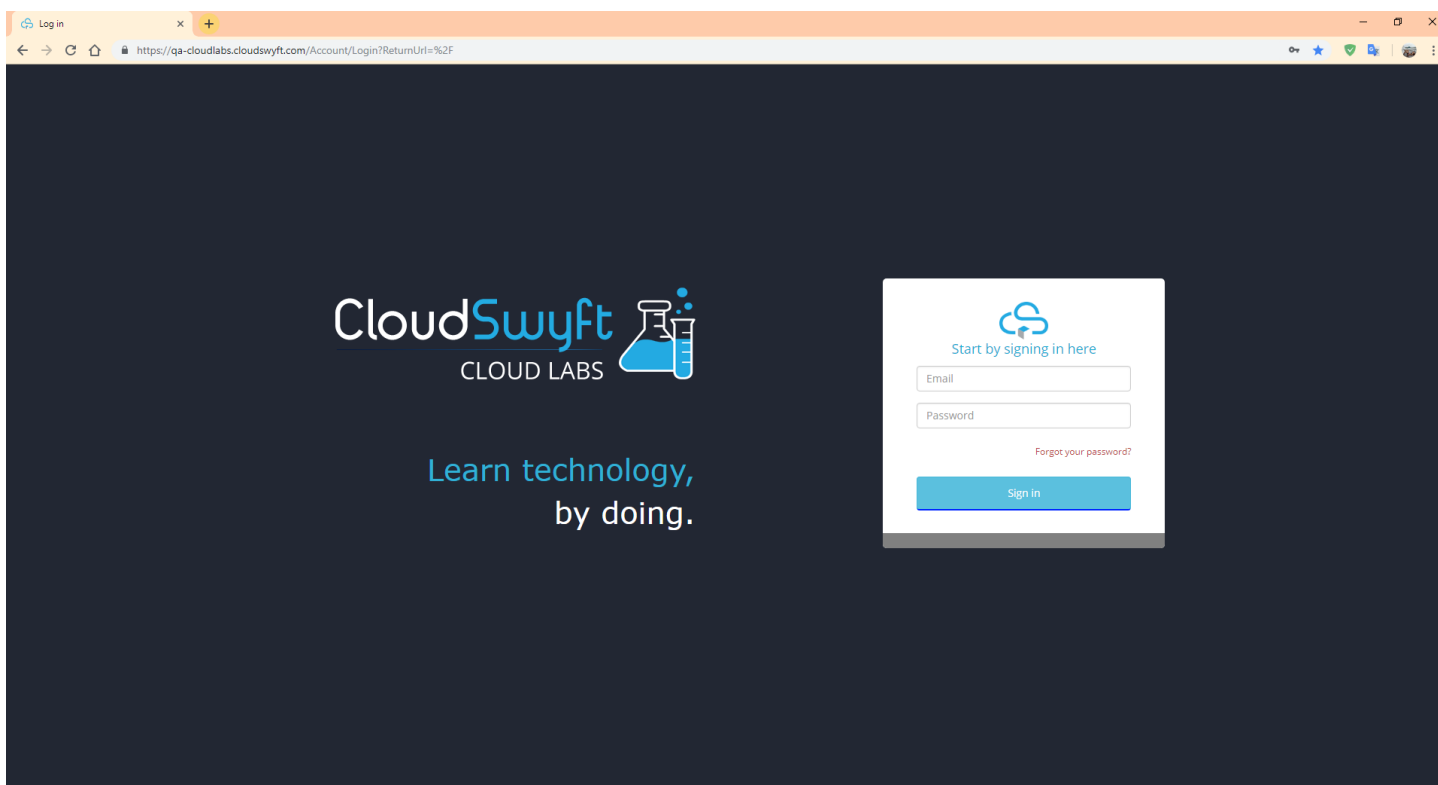 Log in
https://qa-cloudlabs.cloudswyft.com/Account/Login?ReturnUrl=%2F
CloudSwyft
CLOUD LABS
Learn technology,
by doing.
Start by signing in here
Email
Password
Forgot your password?
Sign in